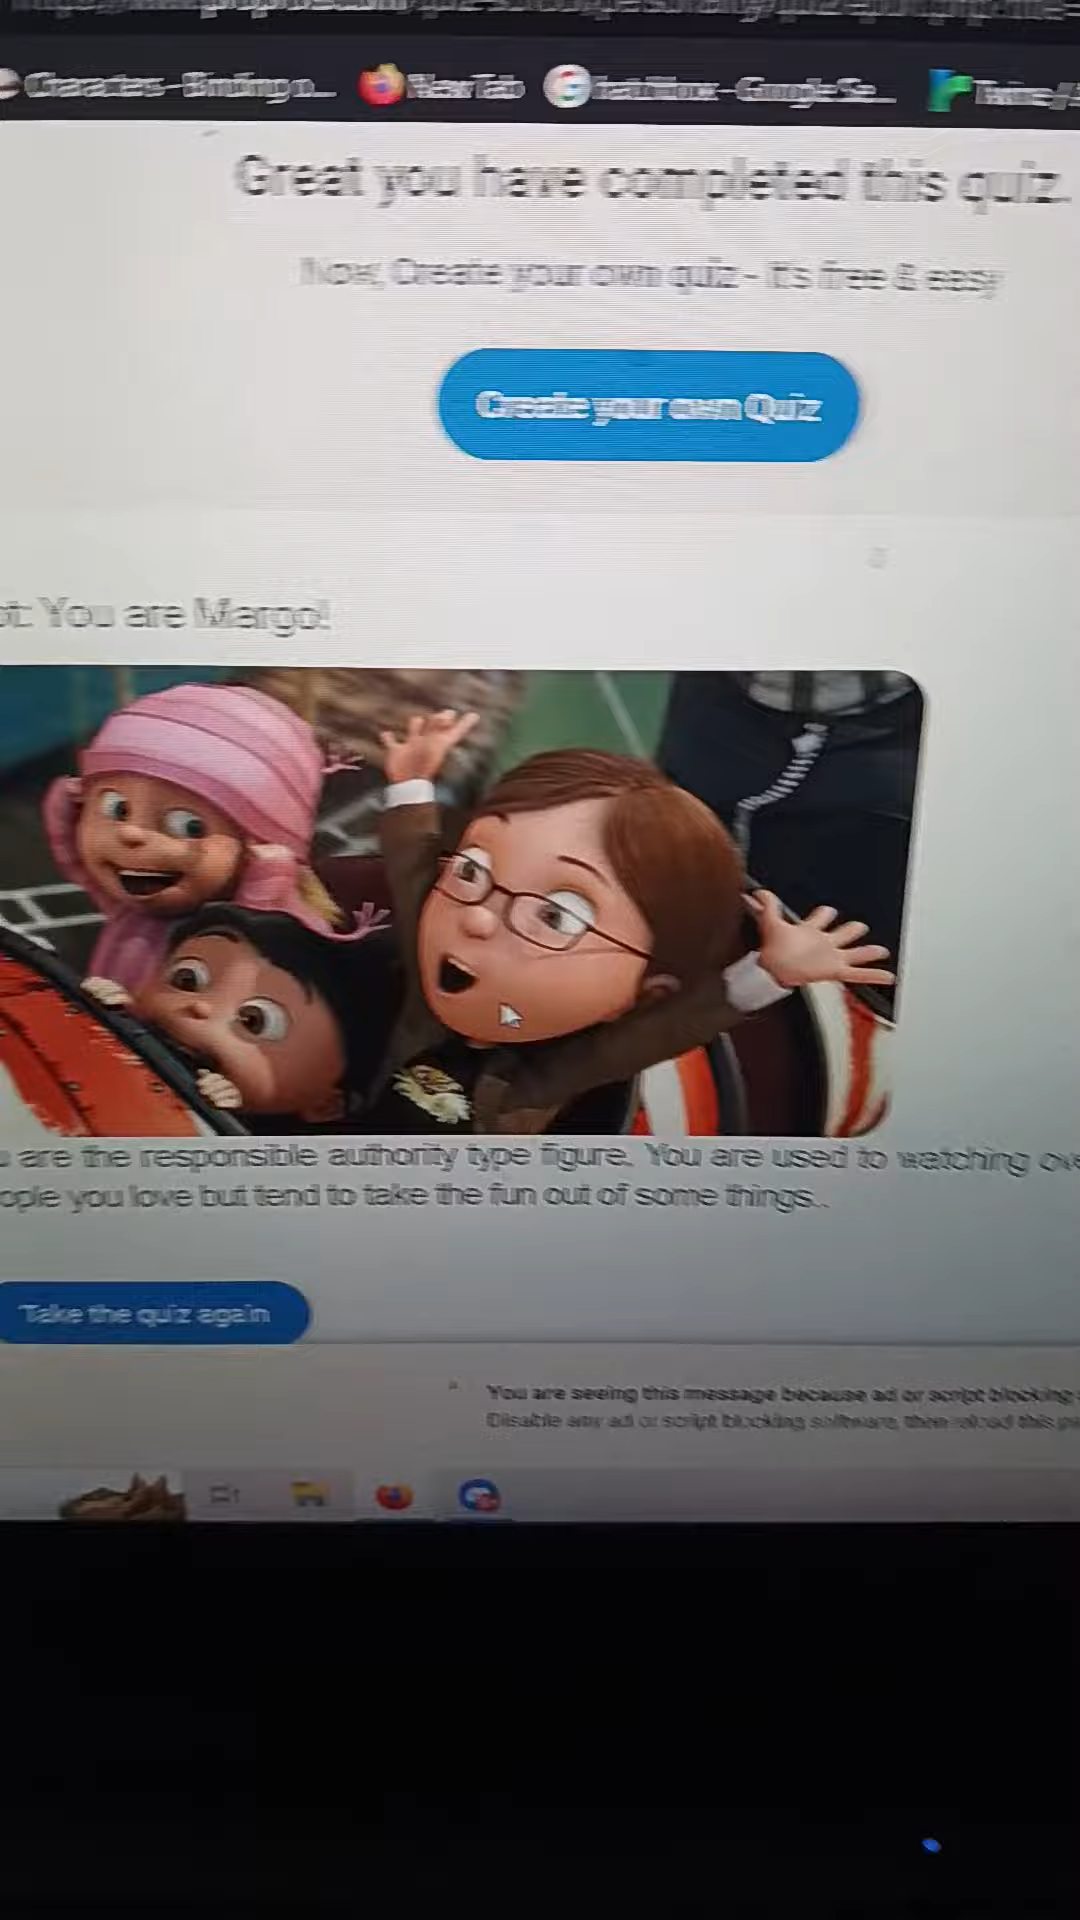 New Tab
Great you have completed this quiz.
Now, Create your own quiz - it's free & easy
Create your own Quiz
You are Margo!
are the responsible authority type figure. You are used to watching
you love but tend to take the fun out of some things..
Take the quiz again
You are seeing this message because ad or script blocking
Disable any ad or script blocking software, then reload this